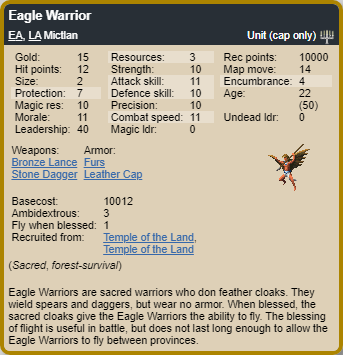 Eagle Warrior
EA, LA Mictlan Unit (cap only)
Gold: 15 Resources: 3 Rec points: 10000
Hit points: 12 Strength: 10 Map move: 14
Size: 2 Attack skill: 11 Encumbrance: 4
Protection: 7 Defence skill: 10 Age: 22
Magic res: 10 Precision: 10 (50)
Morale: 11 Combat speed: 11 Undead ldr: 0
Leadership: 40 Magic ldr: 0
Weapons: Armor:
Bronze Lance Furs
Stone Dagger Leather Cap
Basecost: 10012
Ambidextrous: 3
Fly when blessed: 1
Recruited from: Temple of the Land,
Temple of the Land
(Sacred, forest-survival)
Eagle Warriors are sacred warriors who don feather cloaks. They
wield spears and daggers, but wear no armor. When blessed, the
sacred cloaks give the Eagle Warriors the ability to fly. The blessing
of flight is useful in battle, but does not last long enough to allow the
Eagle Warriors to fly between provinces.